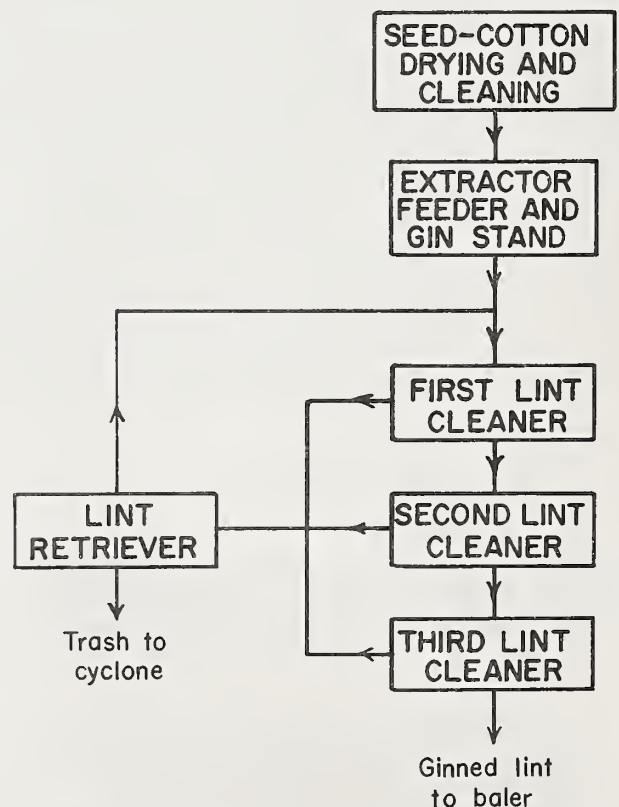 SEED-COTTON
DRYING AND
CLEANING
EXTRACTOR
FEEDER AND
GIN STAND
FIRST LINT
CLEANER
LINT
RETRIEVER
SECOND LINT
CLEANER
Trash to
cyclone
THIRD LINT
CLEANER
Ginned lint
to baler